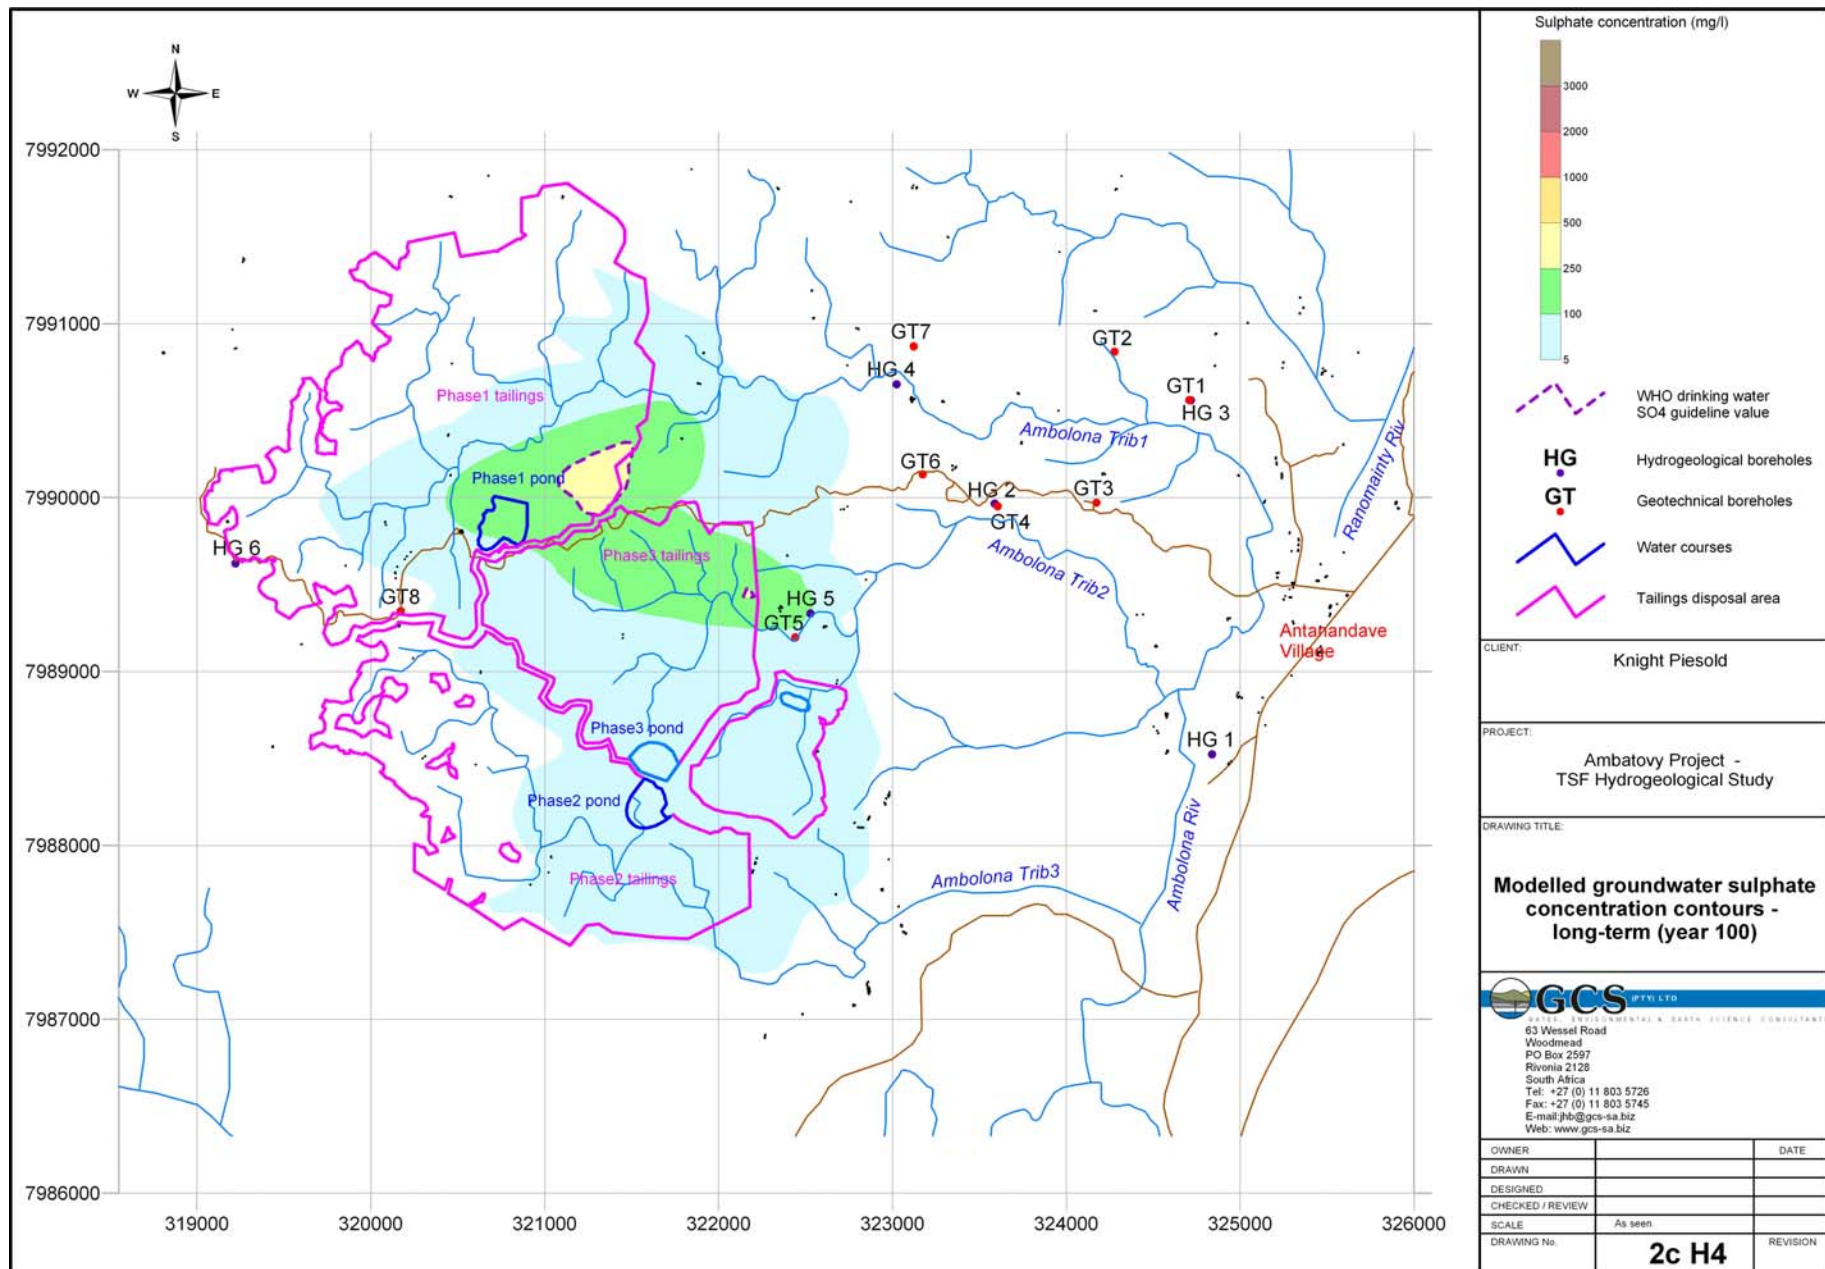 N
W
E
S
7992000
7991000
7990000
7989000
7988000
7987000
7986000
319000
320000
321000
322000
323000
324000
325000
326000
GT7
HG 4
GT2
GT1
HG 3
Phase1 tailings
Ambolona Trib1
Ranomainty Riv
Phase1 pond
GT6
HG 2
GT3
GT4
HG 6
Phase3 tailings
Ambolona Trib2
GT8
HG 5
GT5
Antanandave
Village
Phase3 pond
HG 1
Phase2 pond
Ambolona Riv
Phase2 tailings
Ambolona Trib3
Sulphate concentration (mg/l)
3000
2000
1000
500
250
100
5
WHO drinking water
SO4 guideline value
HG
Hydrogeological boreholes
GT
Geotechnical boreholes
Water courses
Tailings disposal area
CLIENT:
Knight Piesold
PROJECT:
Ambatovy Project -
TSF Hydrogeological Study
DRAWING TITLE:
Modelled groundwater sulphate
concentration contours -
long-term (year 100)
GCS (PTY) LTD
WATER, ENVIRONMENTAL & EARTH SCIENCE CONSULTANTS
63 Wessel Road
Woodmead
PO Box 2597
Rivonia 2128
South Africa
Tel: +27 (0) 11 803 5726
Fax: +27 (0) 11 803 5745
E-mail:jhb@gcs-sa.biz
Web: www.gcs-sa.biz
OWNER
DATE
DRAWN
DESIGNED
CHECKED / REVIEW
SCALE
As seen
DRAWING No.
2c H4
REVISION